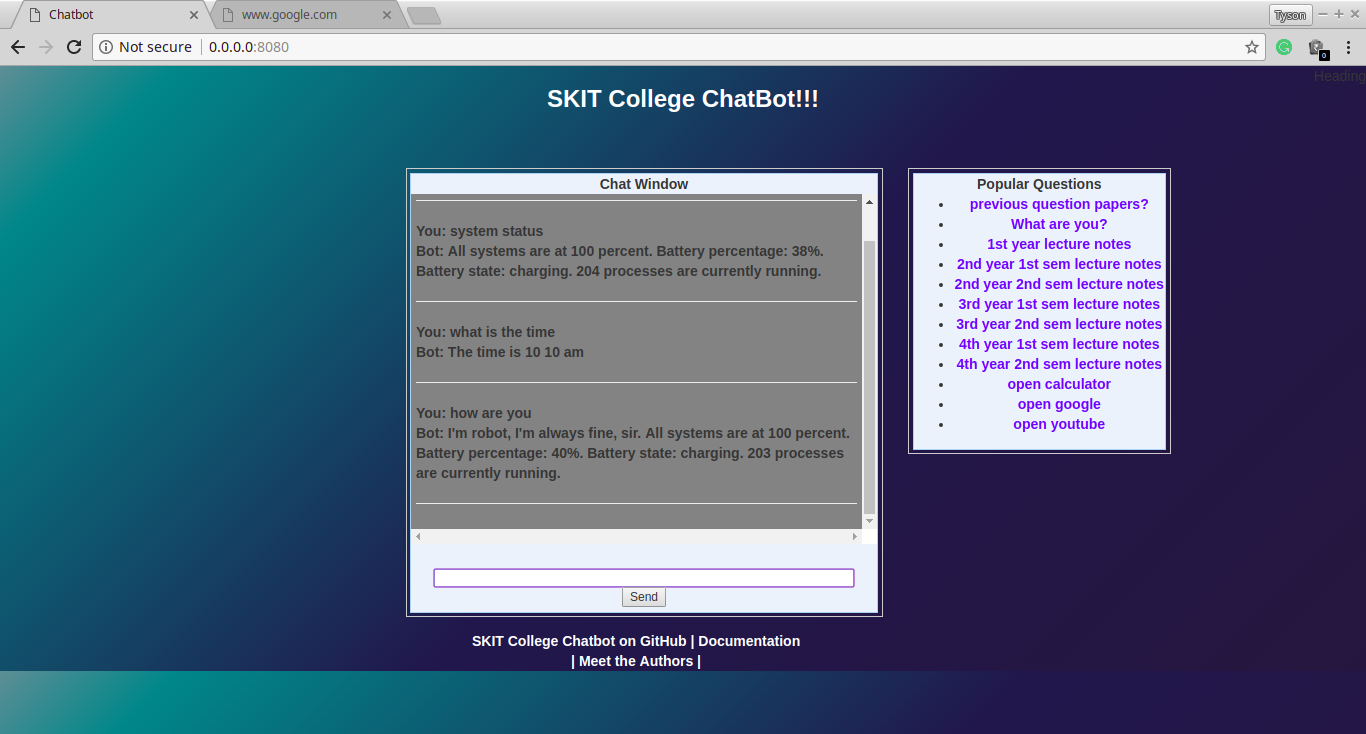 Chatbot
www.google.com
Tyson
Not secure
0.0.0.0:8080
0
Heading
SKIT College ChatBot!!!
Chat Window
You: system status
Bot: All systems are at 100 percent. Battery percentage: 38%.
Battery state: charging. 204 processes are currently running.
You: what is the time
Bot: The time is 10 10 am
You: how are you
Bot: I'm robot, I'm always fine, sir. All systems are at 100 percent.
Battery percentage: 40%. Battery state: charging. 203 processes
are currently running.
Send
Popular Questions
previous question papers?
What are you?
1st year lecture notes
2nd year 1st sem lecture notes
2nd year 2nd sem lecture notes
3rd year 1st sem lecture notes
3rd year 2nd sem lecture notes
4th year 1st sem lecture notes
4th year 2nd sem lecture notes
open calculator
open google
open youtube
SKIT College Chatbot on GitHub | Documentation
| Meet the Authors |